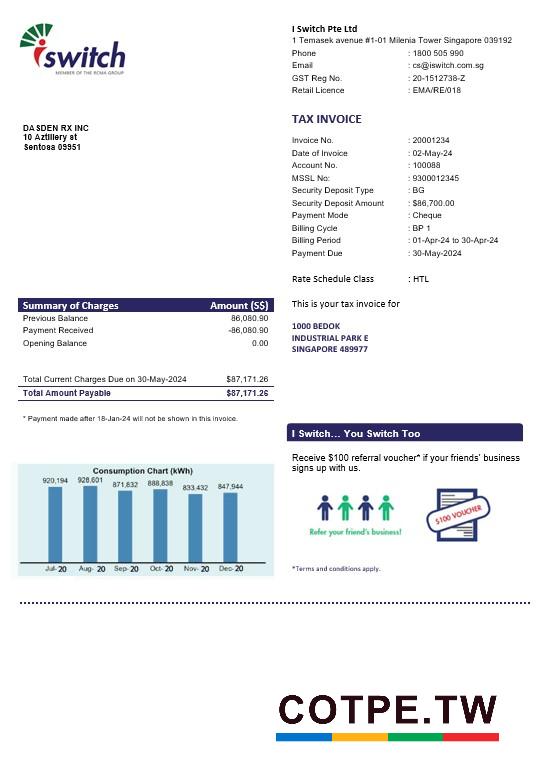 iswitch
MEMBER OF THE RCMA GROUP
I Switch Pte Ltd
1 Temasek avenue #1-01 Milenia Tower Singapore 039192
Phone : 1800 505 990
Email : cs@iswitch.com.sg
GST Reg No. : 20-1512738-Z
Retail Licence : EMA/RE/018
DASDEN RX INC
10 Aztillery st
Sentosa 09951
TAX INVOICE
Invoice No. : 20001234
Date of Invoice : 02-May-24
Account No. : 100088
MSSL No: : 9300012345
Security Deposit Type : BG
Security Deposit Amount : $86,700.00
Payment Mode : Cheque
Billing Cycle : BP 1
Billing Period : 01-Apr-24 to 30-Apr-24
Payment Due : 30-May-2024
Rate Schedule Class : HTL
This is your tax invoice for
1000 BEDOK
INDUSTRIAL PARK E
SINGAPORE 489977
Summary of Charges Amount (S$)
Previous Balance 86,080.90
Payment Received -86,080.90
Opening Balance 0.00
Total Current Charges Due on 30-May-2024 $87,171.26
Total Amount Payable $87,171.26
* Payment made after 18-Jan-24 will not be shown in this invoice.
I Switch... You Switch Too
Receive $100 referral voucher* if your friends' business
signs up with us.
Refer your friend's business!
$100 VOUCHER
*Terms and conditions apply.
Consumption Chart (kWh)
920,194 928,601 871,832 888,838 833,432 847,944
Jul- 20 Aug- 20 Sep- 20 Oct- 20 Nov- 20 Dec- 20
COTPE.TW